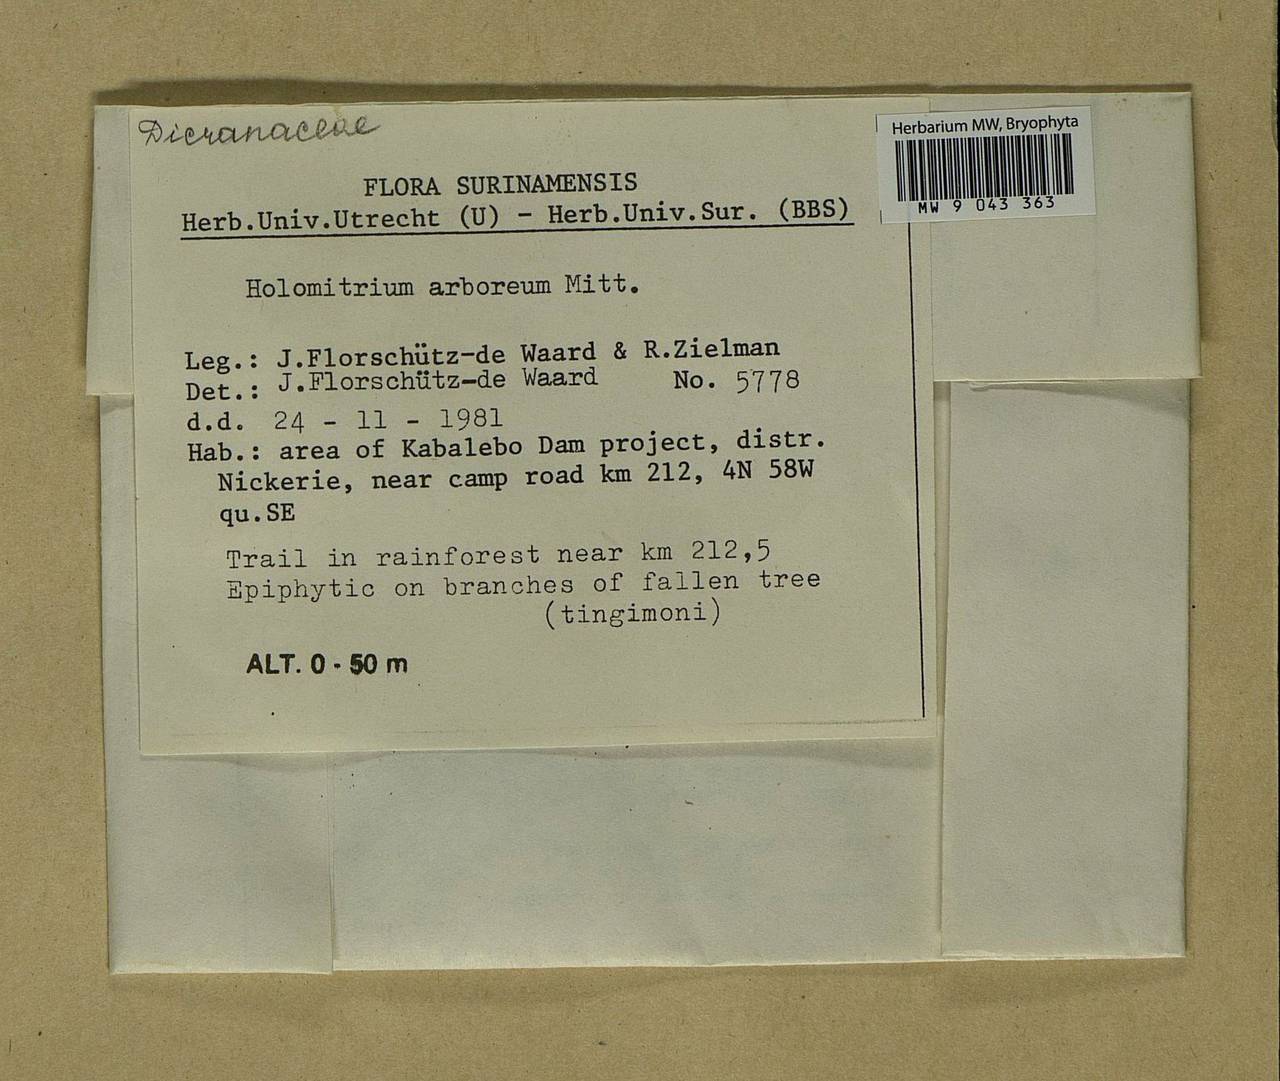 Dicranaceae
Herbarium MW, Bryophyta
MW 9 043 363
FLORA SURINAMENSIS
Herb.Univ.Utrecht (U) - Herb.Univ.Sur. (BBS)
Holomitrium arboreum Mitt.
Leg.: J.Florschütz-de Waard & R.Zielman
Det.: J.Florschütz-de Waard No. 5778
d.d. 24 - 11 - 1981
Hab.: area of Kabalebo Dam project, distr.
Nickerie, near camp road km 212, 4N 58W
qu.SE
Trail in rainforest near km 212,5
Epiphytic on branches of fallen tree
(tingimoni)
ALT. 0 - 50 m